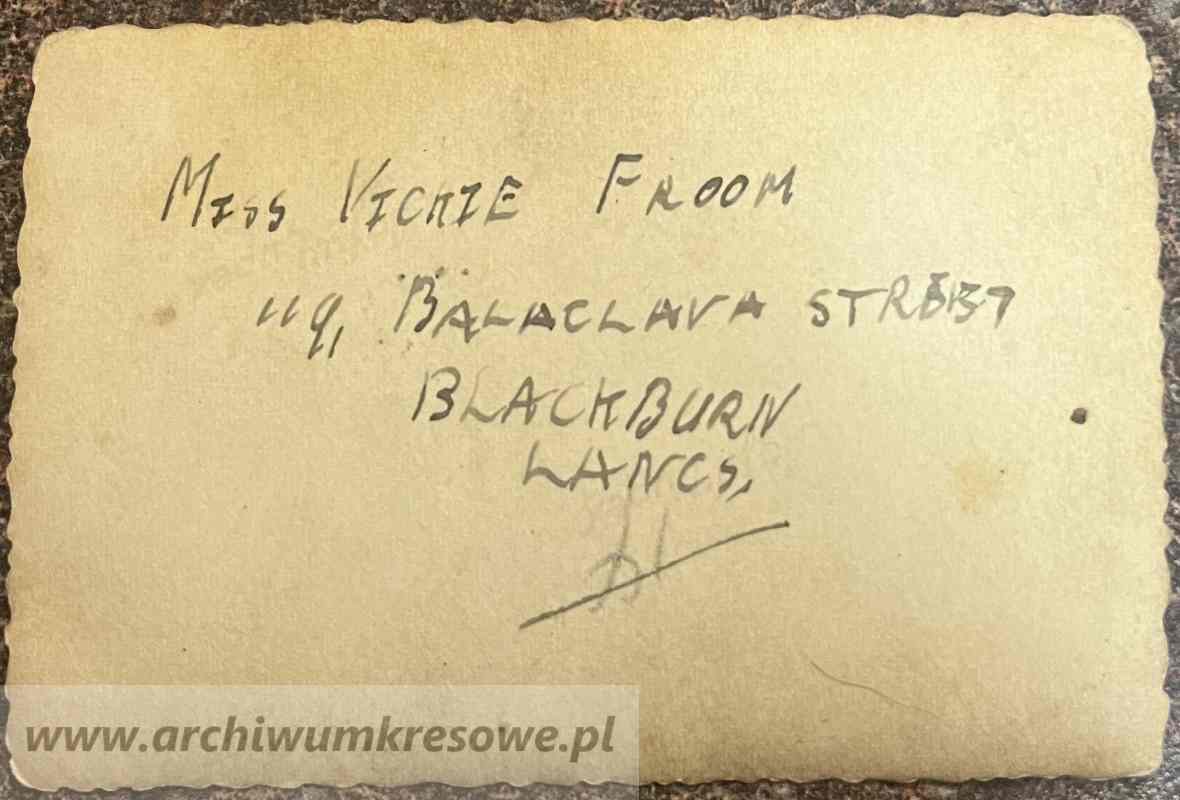 MISS VICKIE FROOM
119, BALACLAVA STREET
BLACKBURN
LANCS,
www.archiwumkresowe.pl